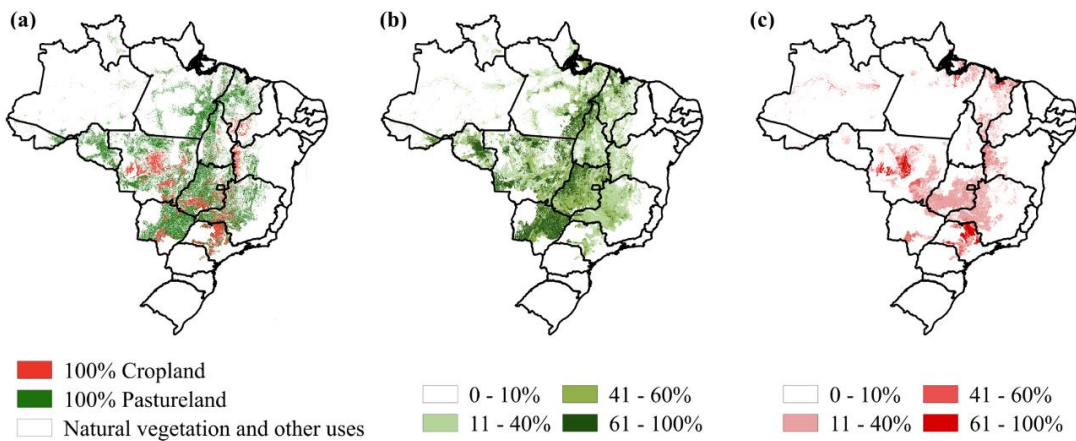 (a)
(b)
(c)
100% Cropland
100% Pastureland
Natural vegetation and other uses
0 - 10% 41 - 60%
11 - 40% 61 - 100%
0 - 10% 41 - 60%
11 - 40% 61 - 100%